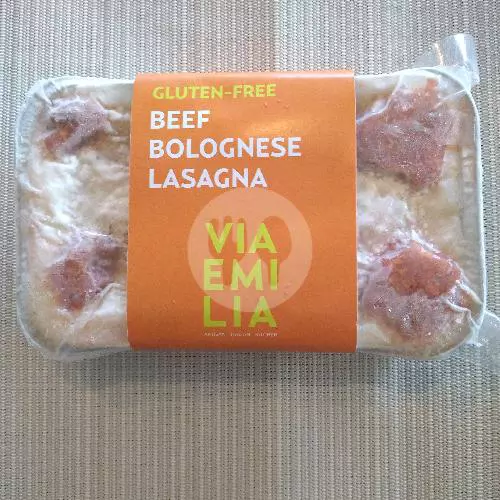 GLUTEN-FREE
BEEF
BOLOGNESE
LASAGNA
VIA
EMI
LIA